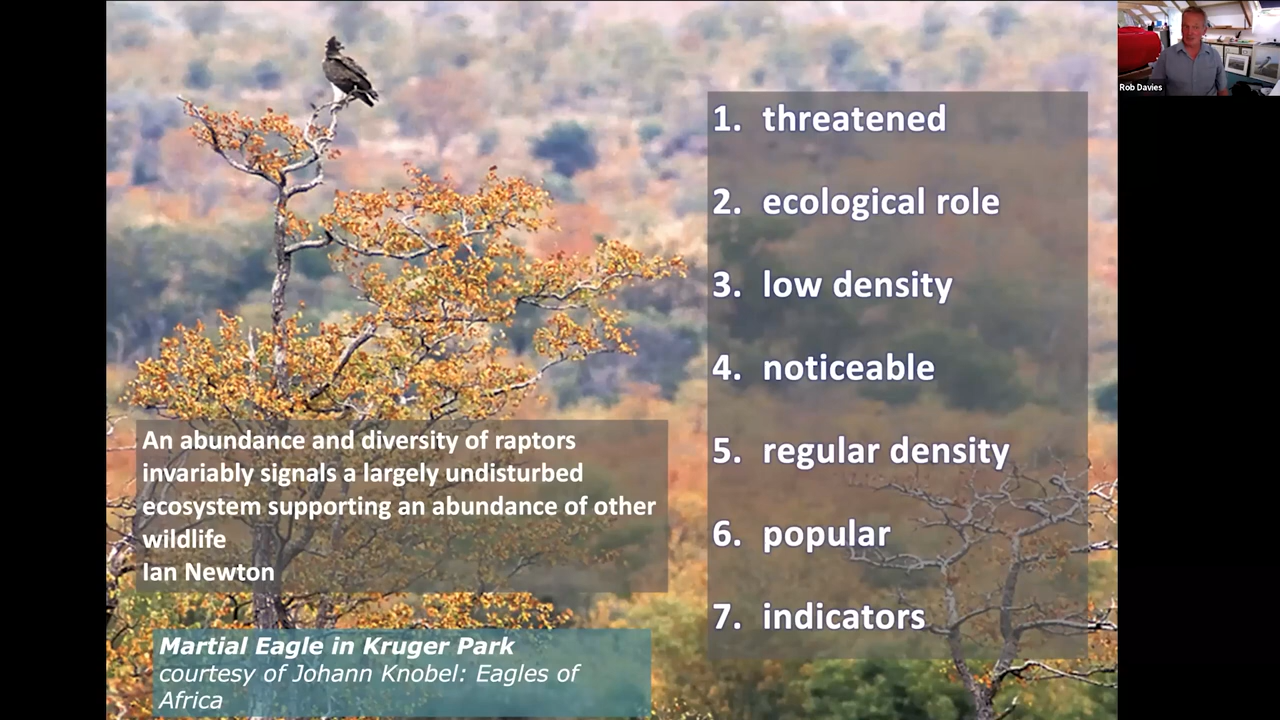 1. threatened
2. ecological role
3. low density
4. noticeable
5. regular density
6. popular
7. indicators
An abundance and diversity of raptors
invariably signals a largely undisturbed
ecosystem supporting an abundance of other
wildlife
Ian Newton
Martial Eagle in Kruger Park
courtesy of Johann Knobel: Eagles of
Africa
Rob Davies